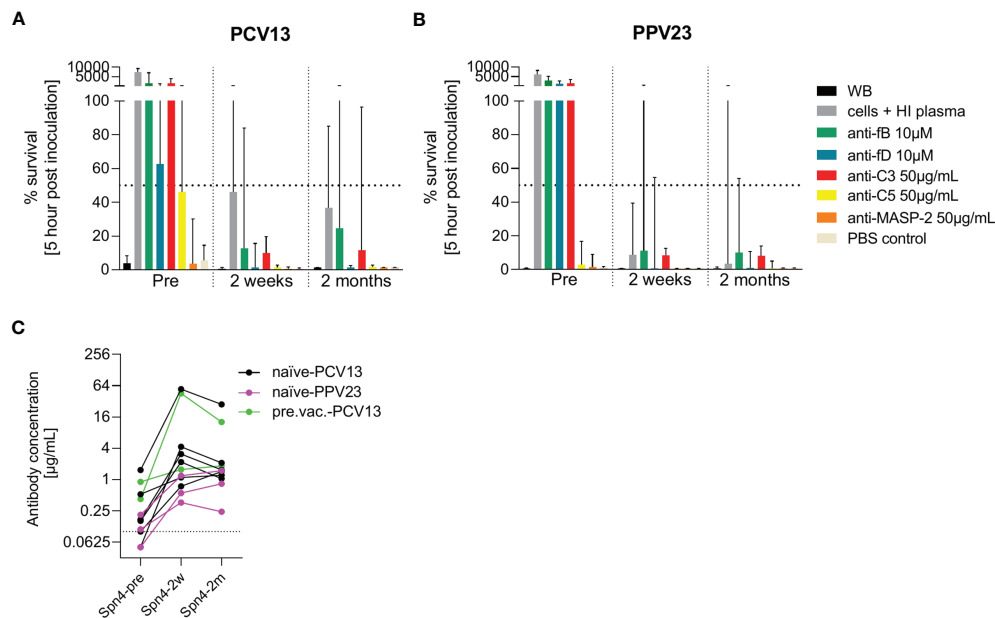 A
PCV13
% survival
[5 hour post inoculation]
10000
5000
100
80
60
40
20
0
Pre
2 weeks
2 months
B
PPV23
% survival
[5 hour post inoculation]
10000
5000
100
80
60
40
20
0
Pre
2 weeks
2 months
WB
cells + HI plasma
anti-fB 10µM
anti-fD 10µM
anti-C3 50µg/mL
anti-C5 50µg/mL
anti-MASP-2 50µg/mL
PBS control
C
Antibody concentration
[µg/mL]
256
64
16
4
1
0.25
0.0625
Spn4-pre
Spn4-2w
Spn4-2m
naïve-PCV13
naïve-PPV23
pre.vac.-PCV13